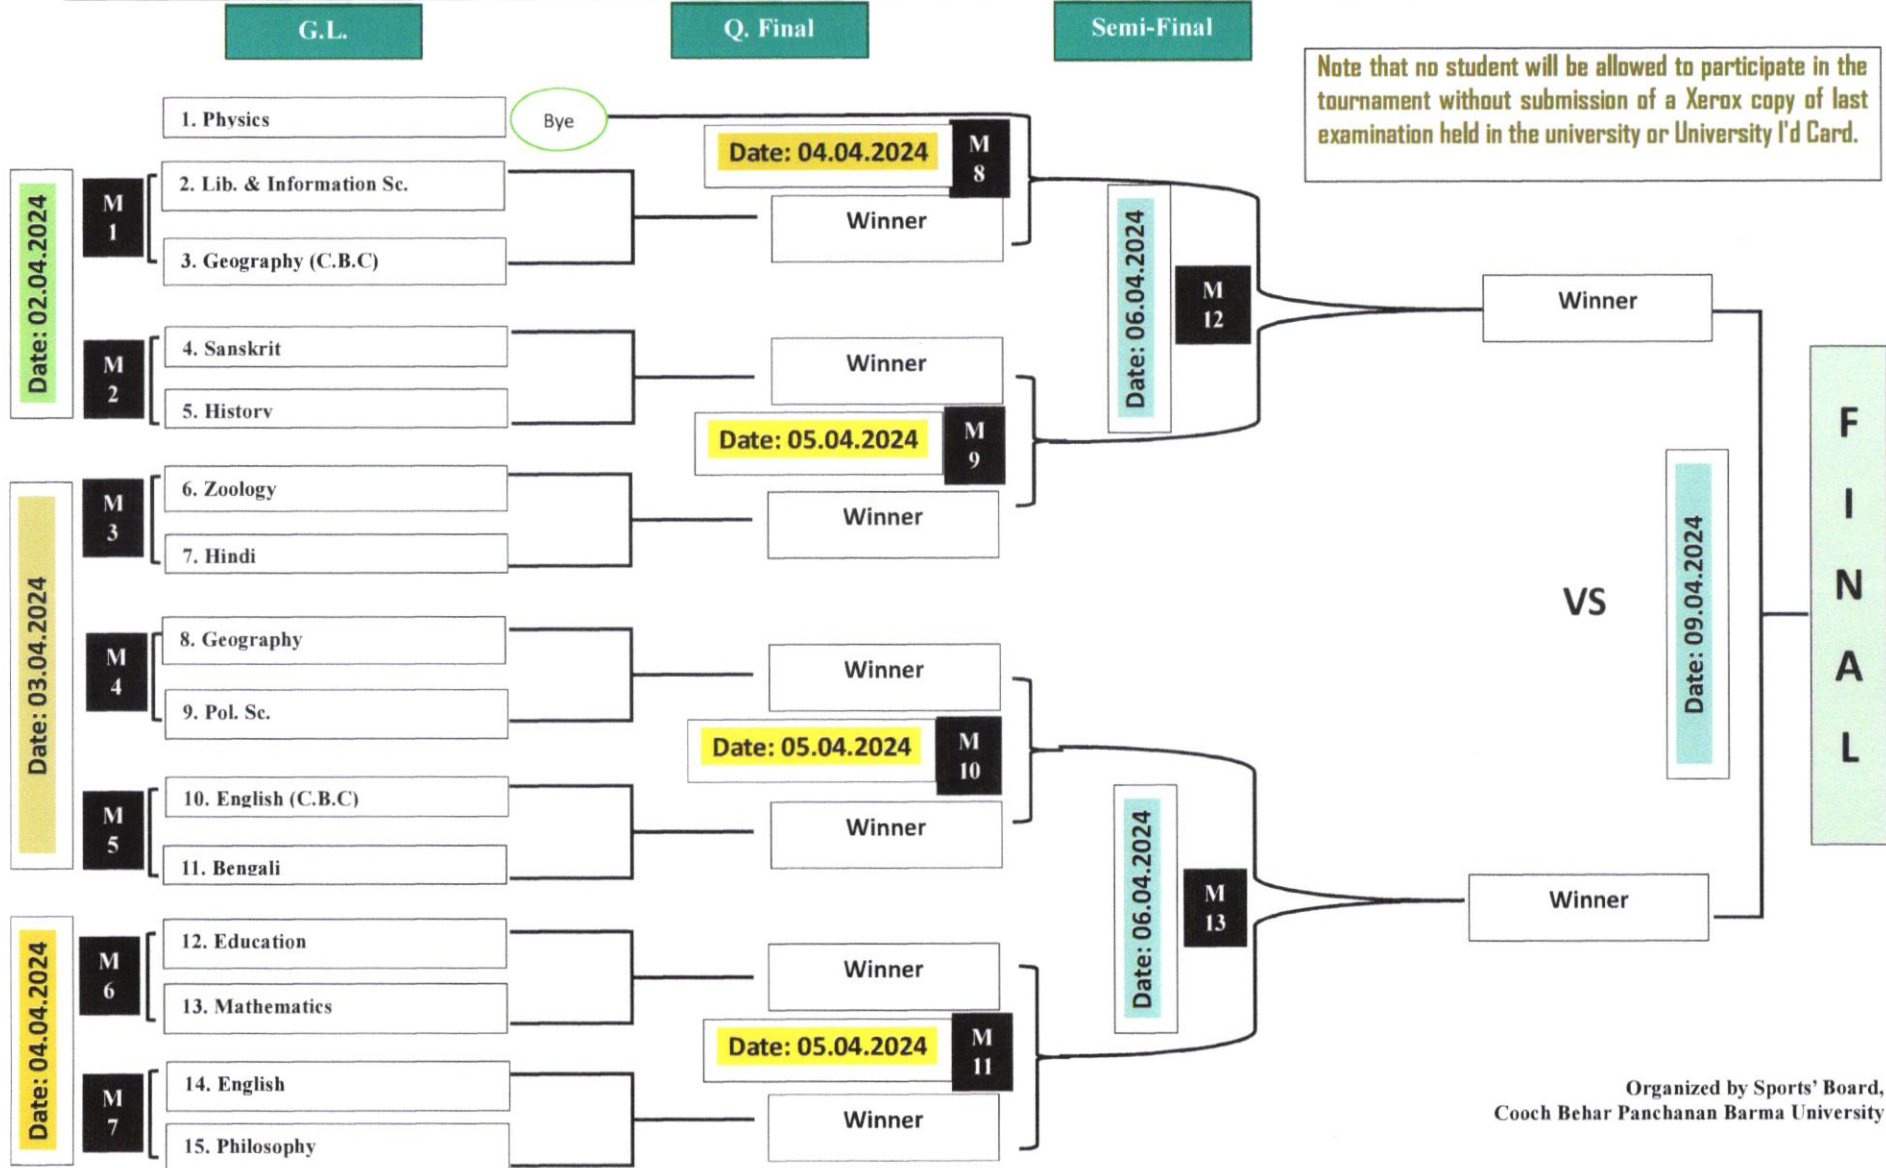 G.L.
Q. Final
Semi-Final
Note that no student will be allowed to participate in the
tournament without submission of a Xerox copy of last
examination held in the university or University I'd Card.
1. Physics
Bye
Date: 04.04.2024
M
8
Date: 02.04.2024
M
1
2. Lib. & Information Sc.
3. Geography (C.B.C)
Winner
M
2
4. Sanskrit
5. History
Winner
Date: 05.04.2024
M
9
Date: 06.04.2024
M
12
Winner
Date: 03.04.2024
M
3
6. Zoology
7. Hindi
Winner
M
4
8. Geography
9. Pol. Sc.
Winner
Date: 05.04.2024
M
10
VS
Date: 09.04.2024
F
I
N
A
L
M
5
10. English (C.B.C)
11. Bengali
Winner
Date: 06.04.2024
M
13
Winner
Date: 04.04.2024
M
6
12. Education
13. Mathematics
Winner
Date: 05.04.2024
M
11
M
7
14. English
15. Philosophy
Winner
Organized by Sports' Board,
Cooch Behar Panchanan Barma University